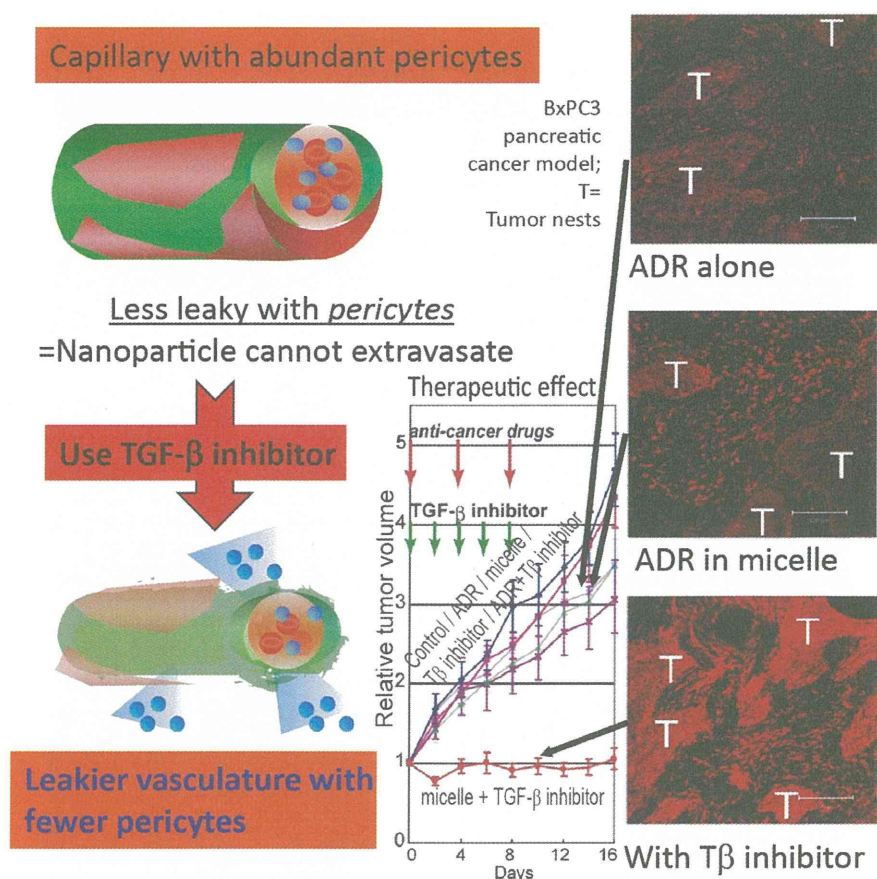 Capillary with abundant pericytes
Less leaky with pericytes
=Nanoparticle cannot extravasate
Use TGF-β inhibitor
Leakier vasculature with
fewer pericytes
BxPC3
pancreatic
cancer model;
T=
Tumor nests
Therapeutic effect
anti-cancer drugs
TGF-β inhibitor
Control / ADR / micelle /
Tβ inhibitor / ADR+Tβ inhibitor
micelle + TGF-β inhibitor
Relative tumor volume
5
4
3
2
1
0
0 4 8 12 16
Days
T
T
T
ADR alone
T
T
T
ADR in micelle
T
T
T
T
With Tβ inhibitor